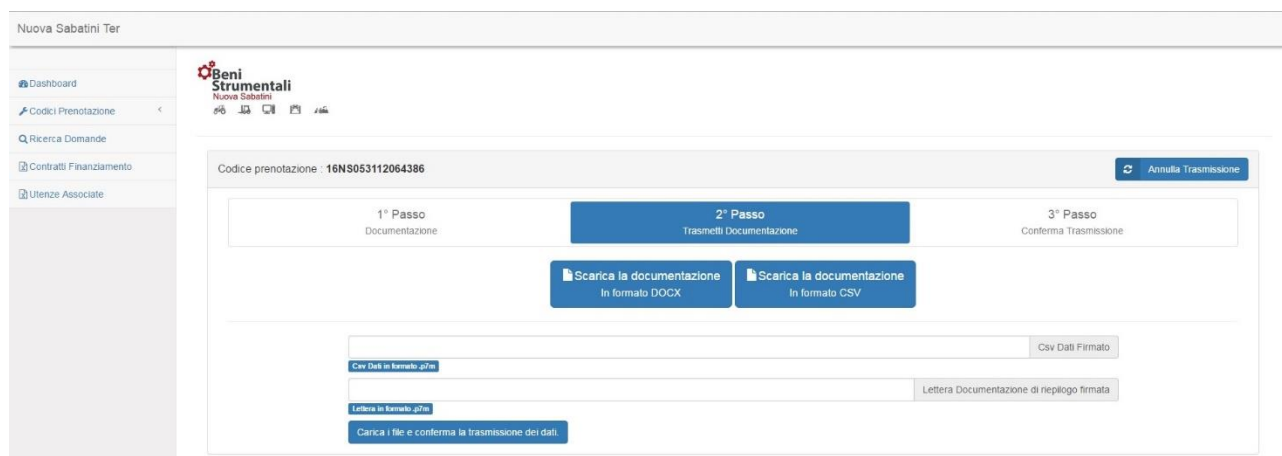 Nuova Sabatini Ter
Dashboard
Codici Prenotazione
Ricerca Domande
Contratti Finanziamento
Utenze Associate
Beni
Strumentali
Nuova Sabatini
Codice prenotazione : 16NS053112064386
Annulla Trasmissione
1° Passo
Documentazione
2° Passo
Trasmetti Documentazione
3° Passo
Conferma Trasmissione
Scarica la documentazione
In formato DOCX
Scarica la documentazione
In formato CSV
Csv Dati Firmato
Csv Dati in formato .p7m
Lettera Documentazione di riepilogo firmata
Lettera in formato .p7m
Carica i file e conferma la trasmissione dei dati.